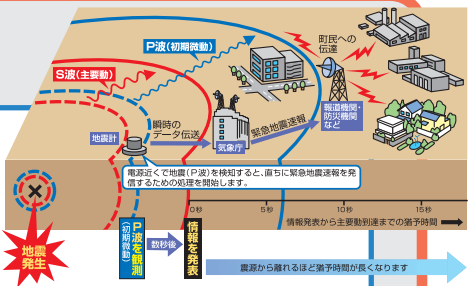 P波(初期微動)
S波(主要動)
町民への
伝達
地震計
瞬時の
データ伝送
気象庁
緊急地震速報
報道機関・
防災機関
など
電源近くで地震(P波)を検知すると、直ちに緊急地震速報を発
信するための処理を開始します。
0秒
5秒
10秒
15秒
情報発表から主要動到達までの猶予時間
地震
発生
P波を観測
(初期微動)
数秒後
情報を発表
震源から離れるほど猶予時間が長くなります